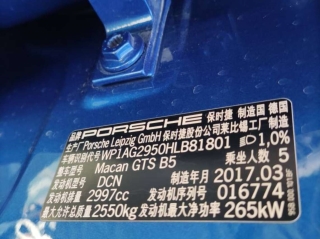 品牌 PORSCHE 保时捷 制造国 德国
生产厂 Porsche Leipzig GmbH 保时捷股份公司莱比锡工厂制造
车辆识别代号 WP1AG2950HLB81801 1,0%
整车型号 Macan GTS B5 乘坐人数 5
发动机型号 DCN 制造年月 2017.03
发动机排量 2997cc 发动机序列号 016774
最大允许总质量 2550kg 发动机最大净功率 265kW